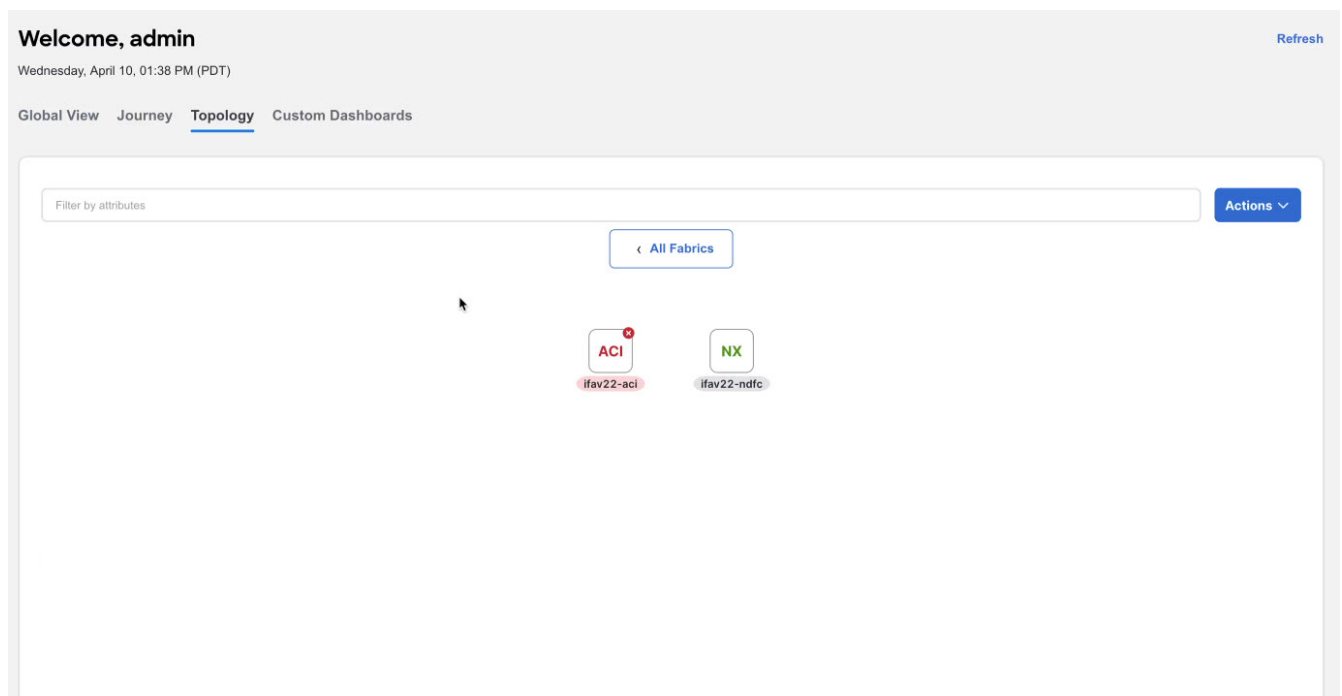 Welcome, admin
Refresh
Wednesday, April 10, 01:38 PM (PDT)
Global View Journey Topology Custom Dashboards
Filter by attributes
Actions
‹ All Fabrics
ACI NX
ifav22-aci ifav22-ndfc